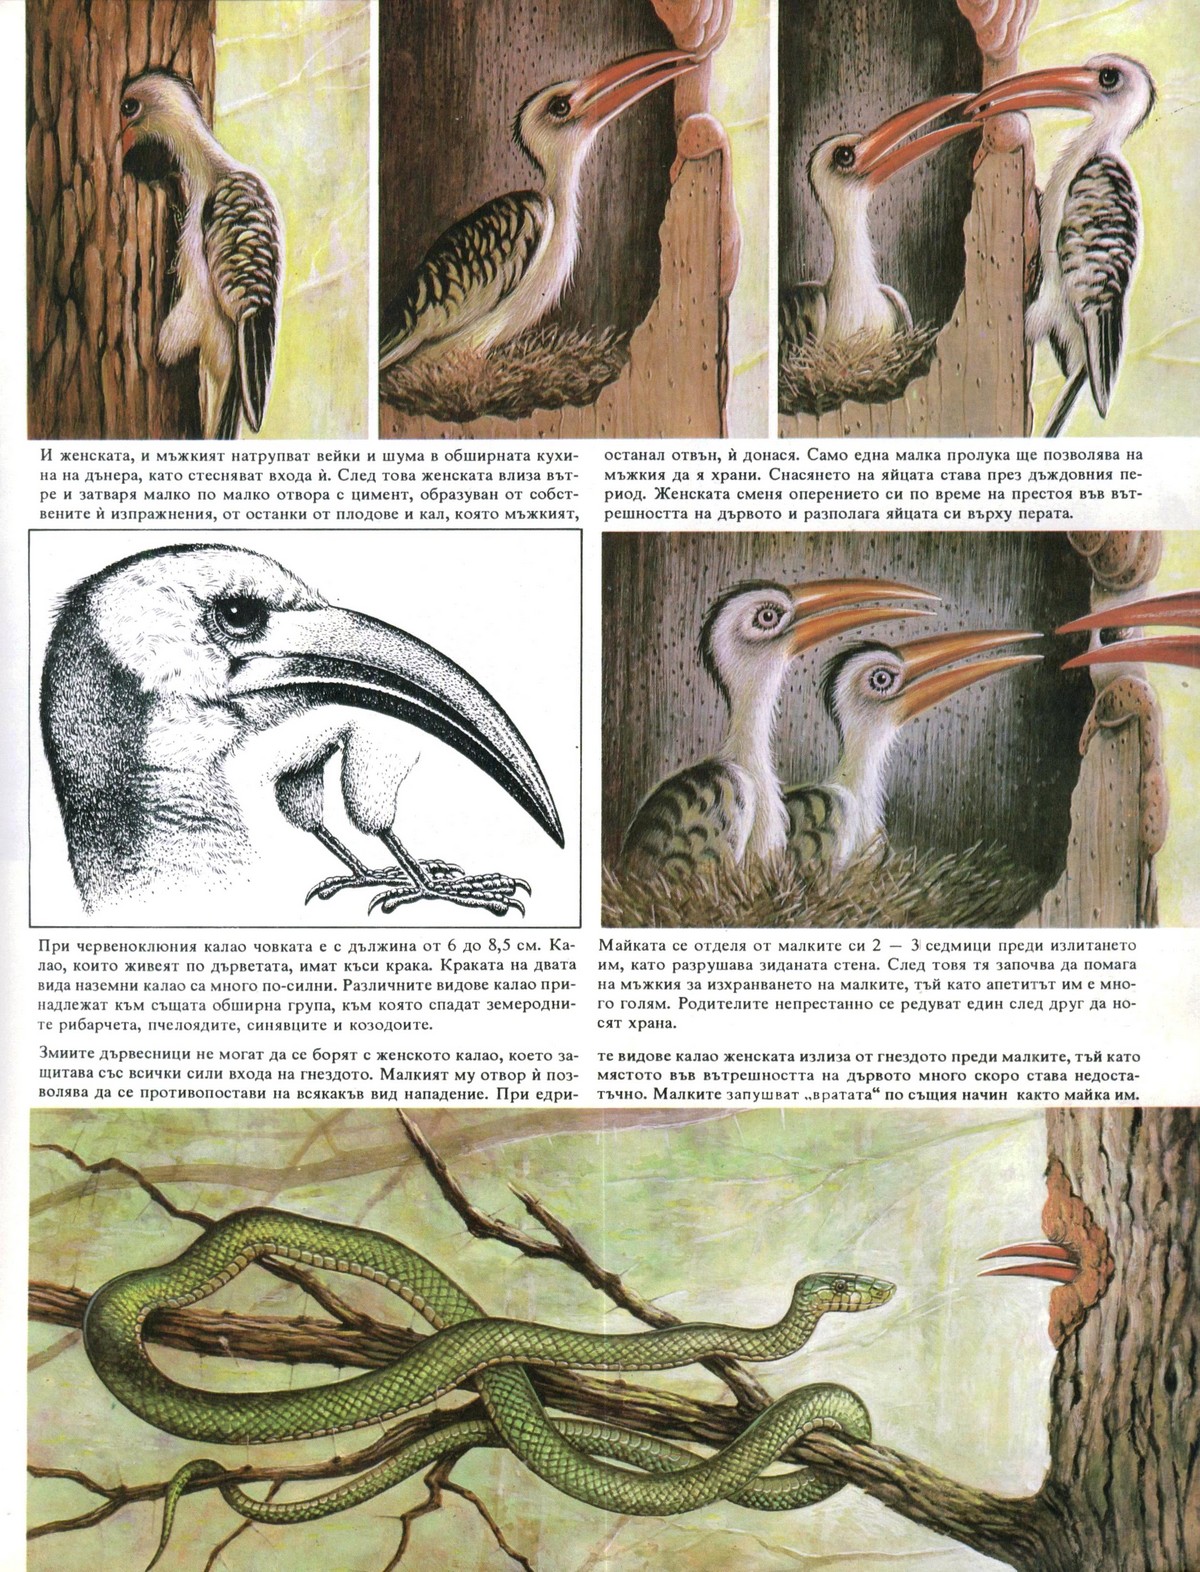 И женската, и мъжкият натрупват вейки и шума в обширната кухи-
на на дънера, като стесняват входа ѝ. След това женската влиза вът-
ре и затваря малко по малко отвора с цимент, образуван от собст-
вените ѝ изпражнения, от останки от плодове и кал, която мъжкият,
останал отвън, ѝ донася. Само една малка пролука ще позволява на
мъжкия да я храни. Снасянето на яйцата става през дъждовния пе-
риод. Женската сменя оперението си по време на престоя във вът-
решността на дървото и разполага яйцата си върху перата.
При червеноклюния калао човката е с дължина от 6 до 8,5 см. Ка-
лао, които живеят по дърветата, имат къси крака. Краката на двата
вида наземни калао са много по-силни. Различните видове калао при-
надлежат към същата обширна група, към която спадат земеродни-
те рибарчета, пчелоядите, синявците и козодоите.
Майката се отделя от малките си 2 — 3 седмици преди излитането
им, като разрушава зиданата стена. След товя тя започва да помага
на мъжкия за изхранването на малките, тъй като апетитът им е мно-
го голям. Родителите непрестанно се редуват един след друг да но-
сят храна.
Змиите дървесници не могат да се борят с женското калао, което за-
щитава със всички сили входа на гнездото. Малкият му отвор ѝ поз-
волява да се противопостави на всякакъв вид нападение. При едри-
те видове калао женската излиза от гнездото преди малките, тъй като
мястото във вътрешността на дървото много скоро става недоста-
тъчно. Малките запушват „вратата“ по същия начин както майка им.